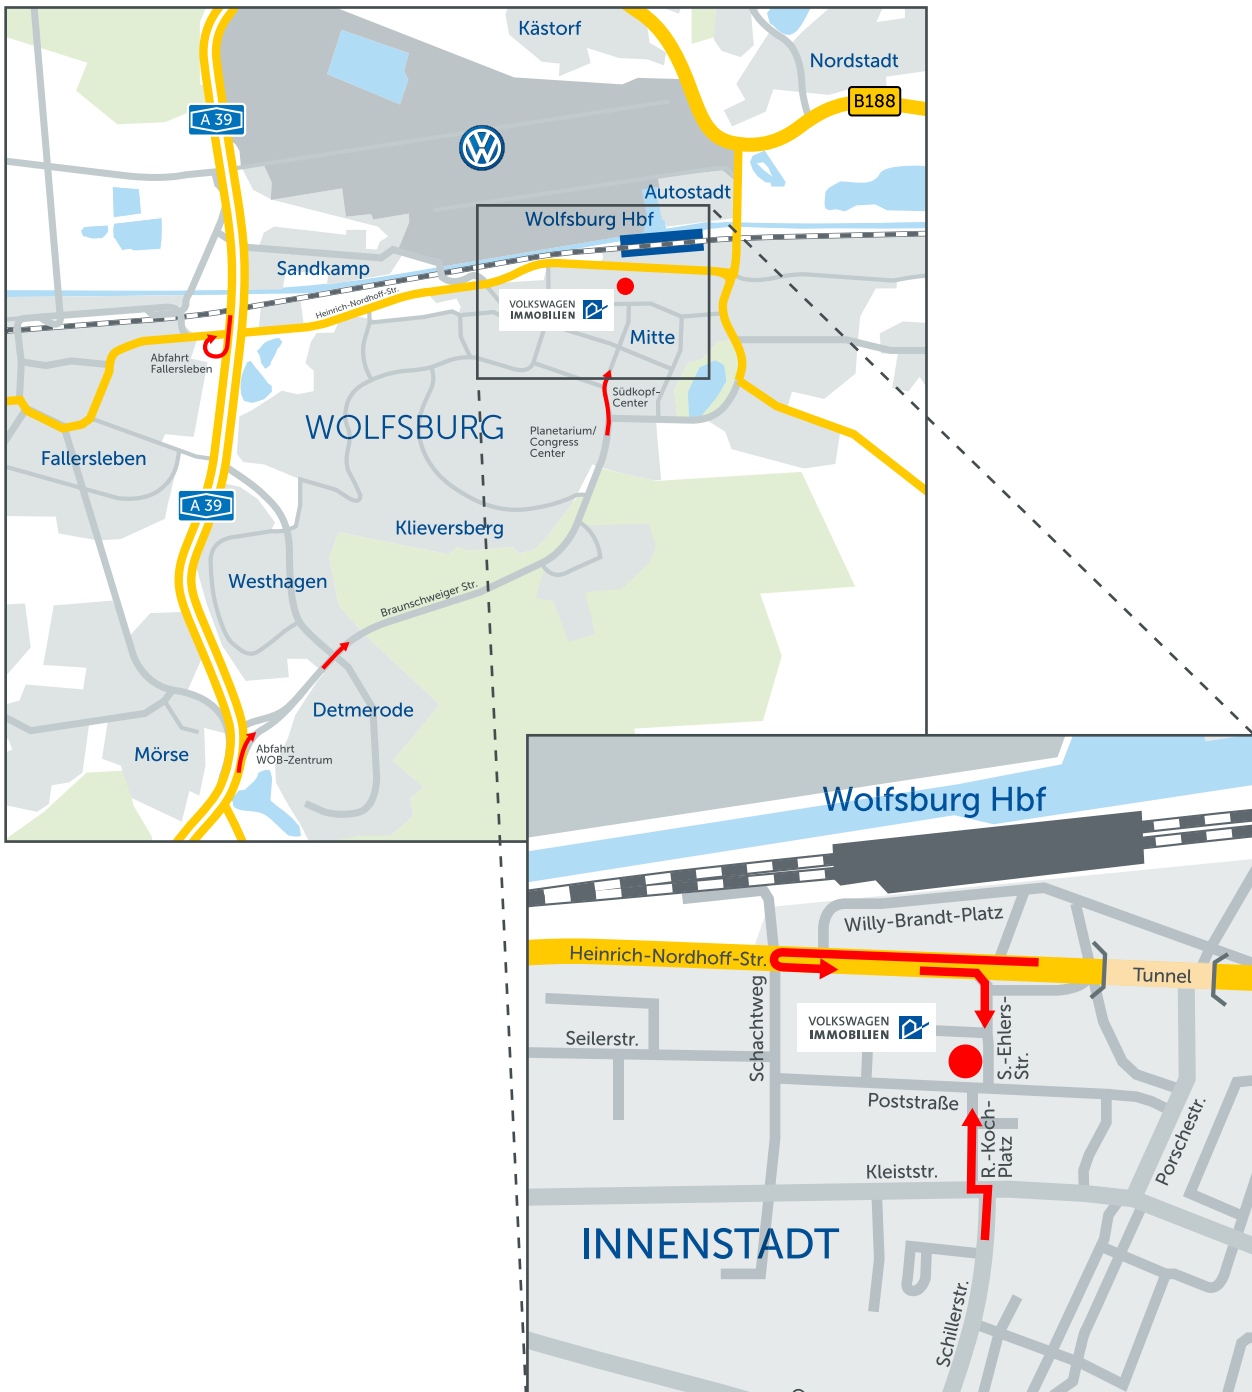 Kästorf
Nordstadt
B188
A 39
Autostadt
Wolfsburg Hbf
Sandkamp
Heinrich-Nordhoff-Str.
VOLKSWAGEN
IMMOBILIEN
Mitte
Abfahrt
Fallersleben
Südkopf-
Center
WOLFSBURG
Planetarium/
Congress
Center
Fallersleben
A 39
Klieversberg
Westhagen
Braunschweiger Str.
Detmerode
Mörse
Abfahrt
WOB-Zentrum
Wolfsburg Hbf
Willy-Brandt-Platz
Heinrich-Nordhoff-Str.
Tunnel
Schachtweg
VOLKSWAGEN
IMMOBILIEN
Seilerstr.
S.-Ehlers-
Str.
Poststraße
R.-Koch-
Platz
Porschestr.
Kleiststr.
INNENSTADT
Schillerstr.